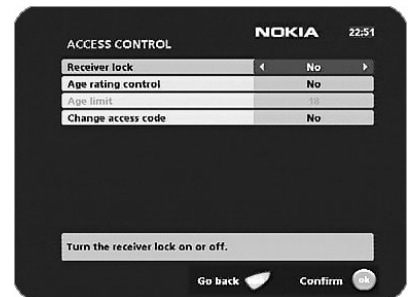 NOKIA 22:51
ACCESS CONTROL
Receiver lock No
Age rating control No
Age limit 18
Change access code No
Turn the receiver lock on or off.
Go back Confirm ok